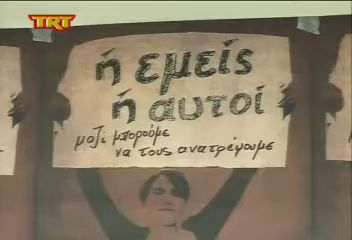 TRT
ή εμείς
ή αυτοί
μαζί μπορούμε
να τους ανατρέψουμε